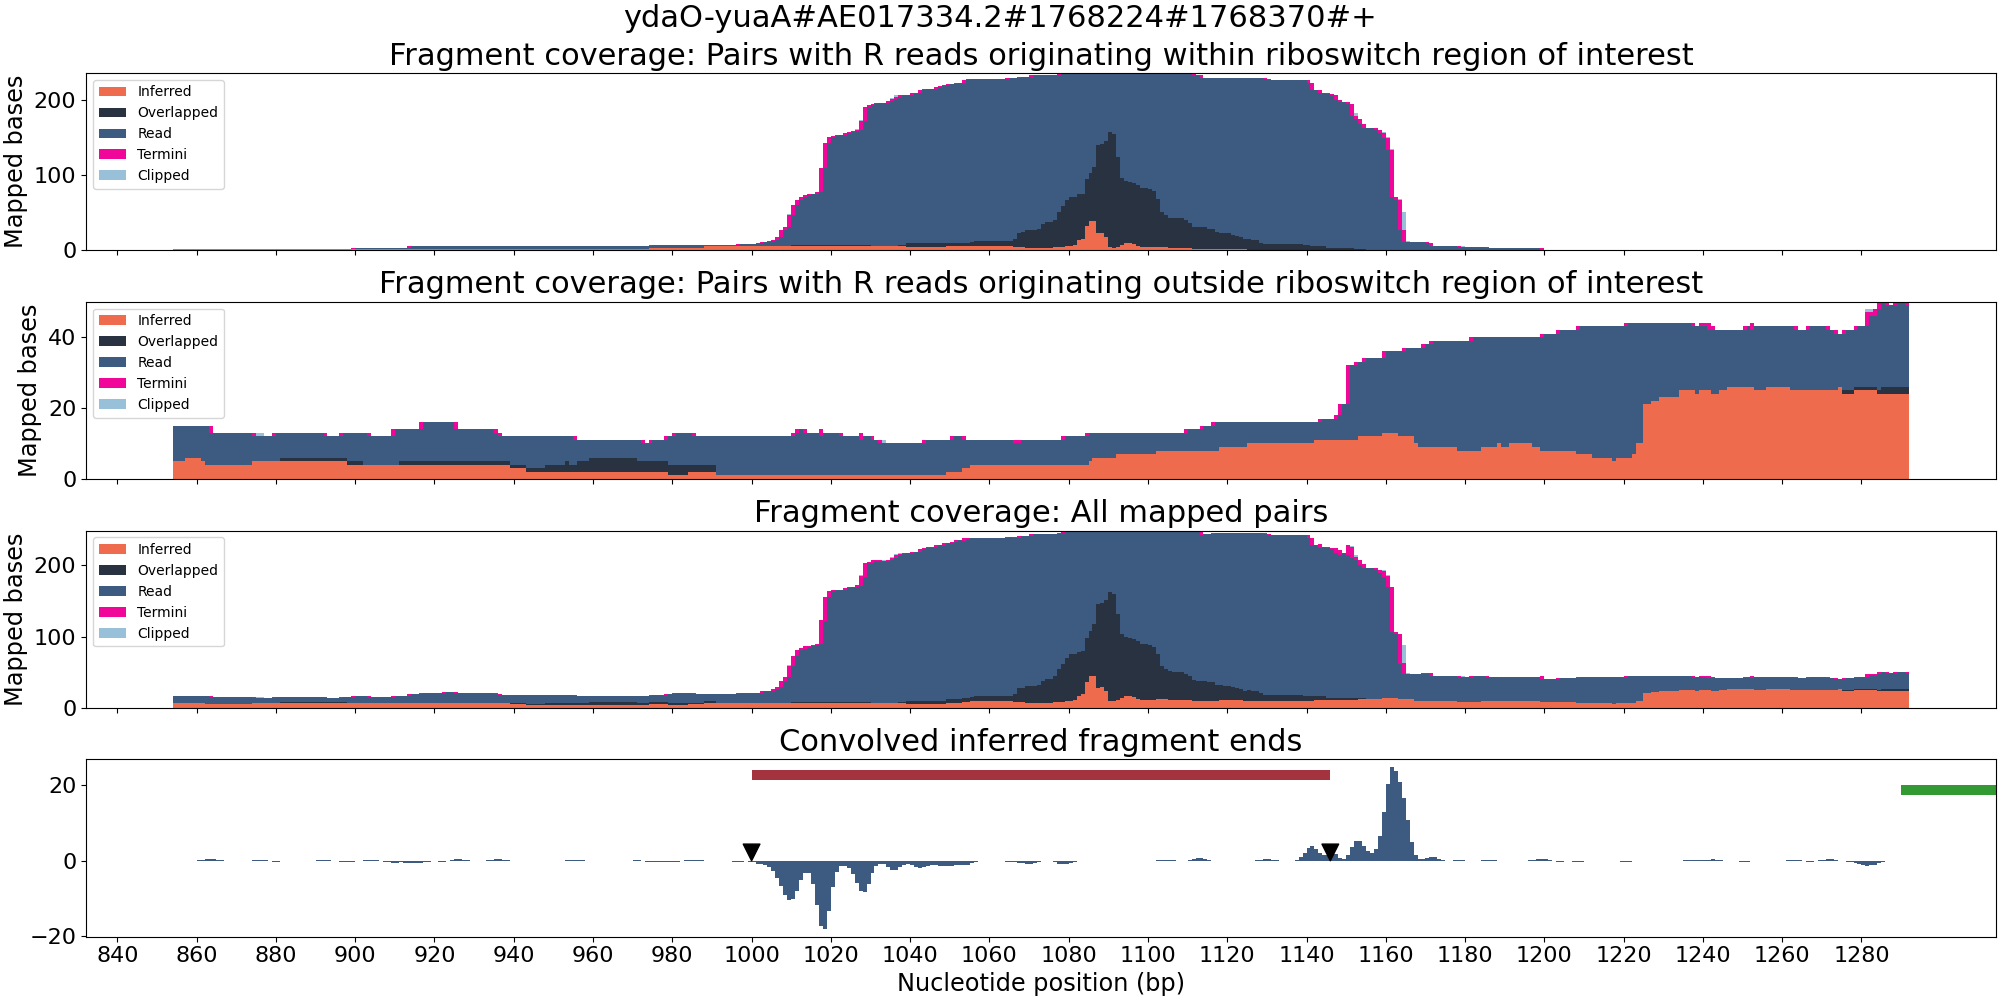 ydaO-yuaA#AE017334.2#1768224#1768370#+
Fragment coverage: Pairs with R reads originating within riboswitch region of interest
Mapped bases
200
100
0
Inferred
Overlapped
Read
Termini
Clipped
Fragment coverage: Pairs with R reads originating outside riboswitch region of interest
Mapped bases
40
20
0
Inferred
Overlapped
Read
Termini
Clipped
Fragment coverage: All mapped pairs
Mapped bases
200
100
0
Inferred
Overlapped
Read
Termini
Clipped
Convolved inferred fragment ends
20
0
−20
840 860 880 900 920 940 960 980 1000 1020 1040 1060 1080 1100 1120 1140 1160 1180 1200 1220 1240 1260 1280
Nucleotide position (bp)